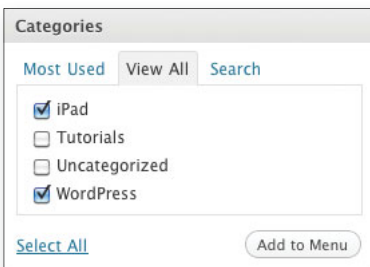 Categories
Most Used View All Search
iPad
Tutorials
Uncategorized
WordPress
Select All Add to Menu